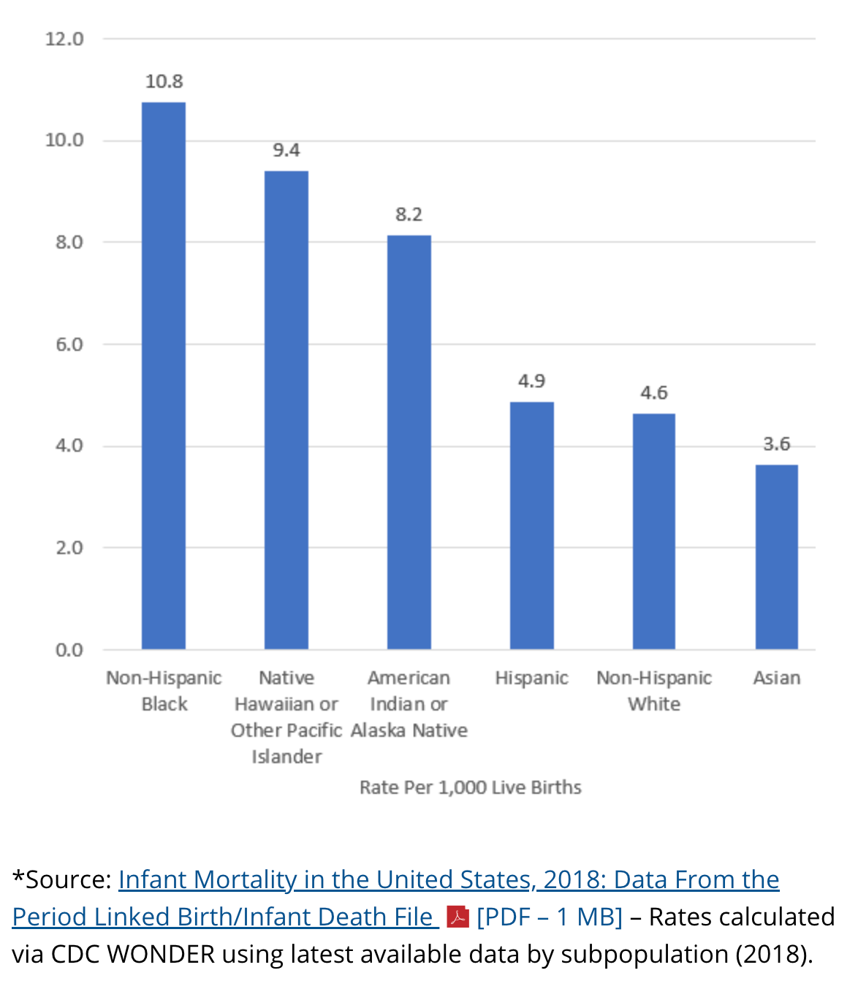 12.0
10.8
10.0
9.4
8.2
8.0
6.0
4.9
4.6
4.0
3.6
2.0
0.0
Non-Hispanic Black
Native Hawaiian or Other Pacific Islander
American Indian or Alaska Native
Hispanic
Non-Hispanic White
Asian
Rate Per 1,000 Live Births
*Source: Infant Mortality in the United States, 2018: Data From the
Period Linked Birth/Infant Death File [PDF – 1 MB] – Rates calculated
via CDC WONDER using latest available data by subpopulation (2018).